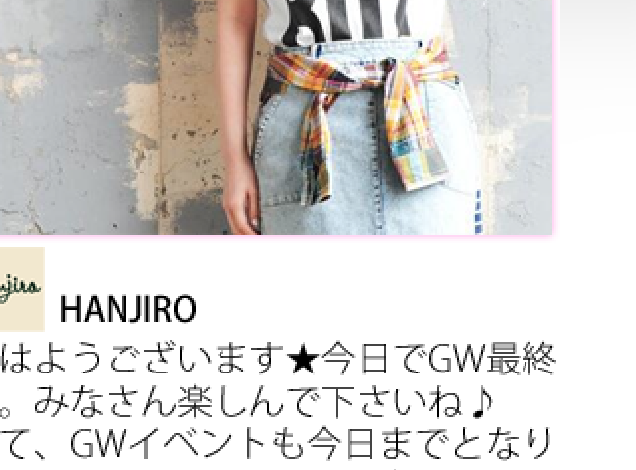 HANJIRO
はようございます★今日でGW最終
。みなさん楽しんで下さいね♪
て、GWイベントも今日までとなり